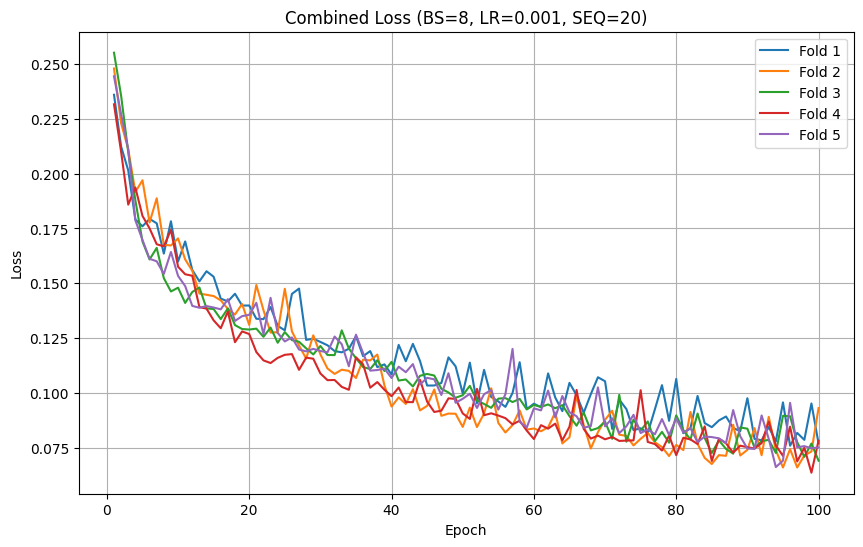 Combined Loss (BS=8, LR=0.001, SEQ=20)
Fold 1
Fold 2
Fold 3
Fold 4
Fold 5
Loss
0.250
0.225
0.200
0.175
0.150
0.125
0.100
0.075
0 20 40 60 80 100
Epoch